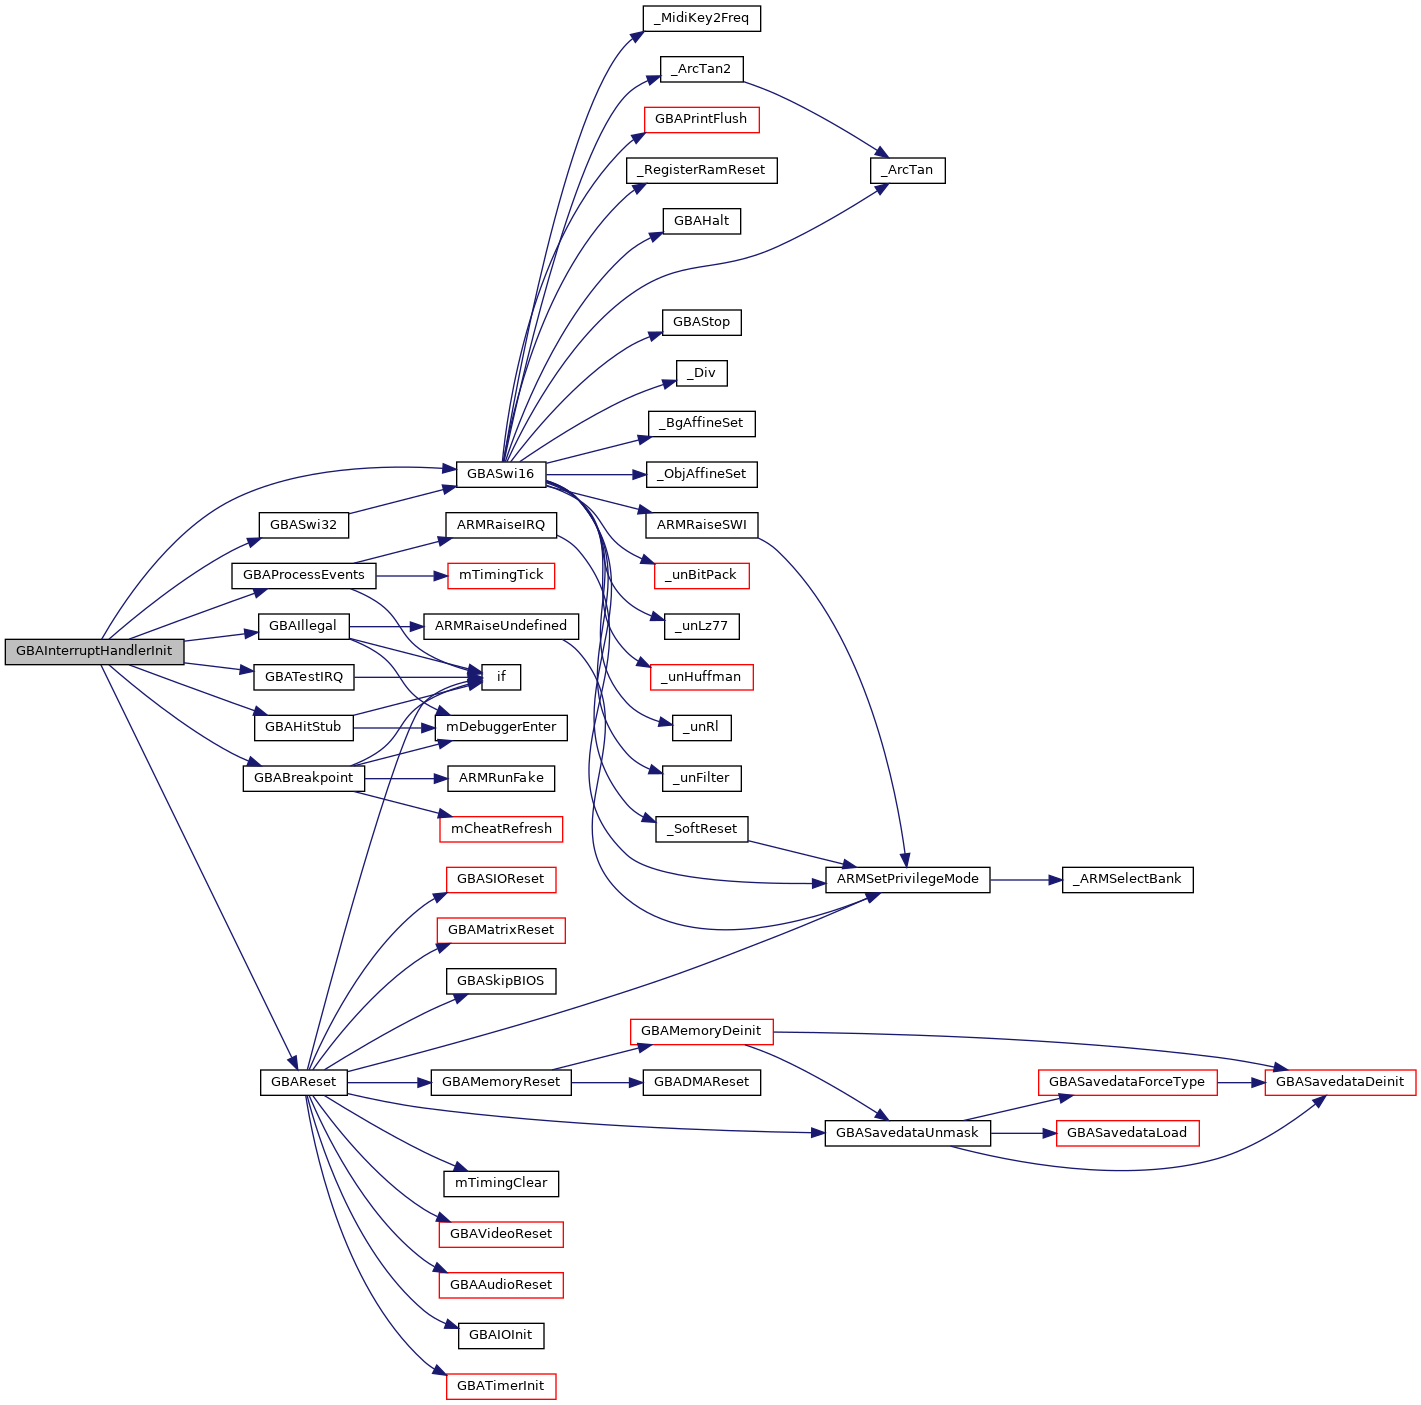 _MidiKey2Freq
_ArcTan2
GBAPrintFlush
_RegisterRamReset
_ArcTan
GBAHalt
GBAStop
_Div
_BgAffineSet
GBASwi16
_ObjAffineSet
GBASwi32
ARMRaiseIRQ
ARMRaiseSWI
GBAProcessEvents
mTimingTick
_unBitPack
GBAIllegal
ARMRaiseUndefined
_unLz77
GBAInterruptHandlerInit
GBATestIRQ
if
_unHuffman
GBAHitStub
mDebuggerEnter
_unRl
GBABreakpoint
ARMRunFake
_unFilter
mCheatRefresh
_SoftReset
GBASIOReset
ARMSetPrivilegeMode
_ARMSelectBank
GBAMatrixReset
GBASkipBIOS
GBAMemoryDeinit
GBAReset
GBAMemoryReset
GBADMAReset
GBASavedataForceType
GBASavedataDeinit
GBASavedataUnmask
GBASavedataLoad
mTimingClear
GBAVideoReset
GBAAudioReset
GBAIOInit
GBATimerInit